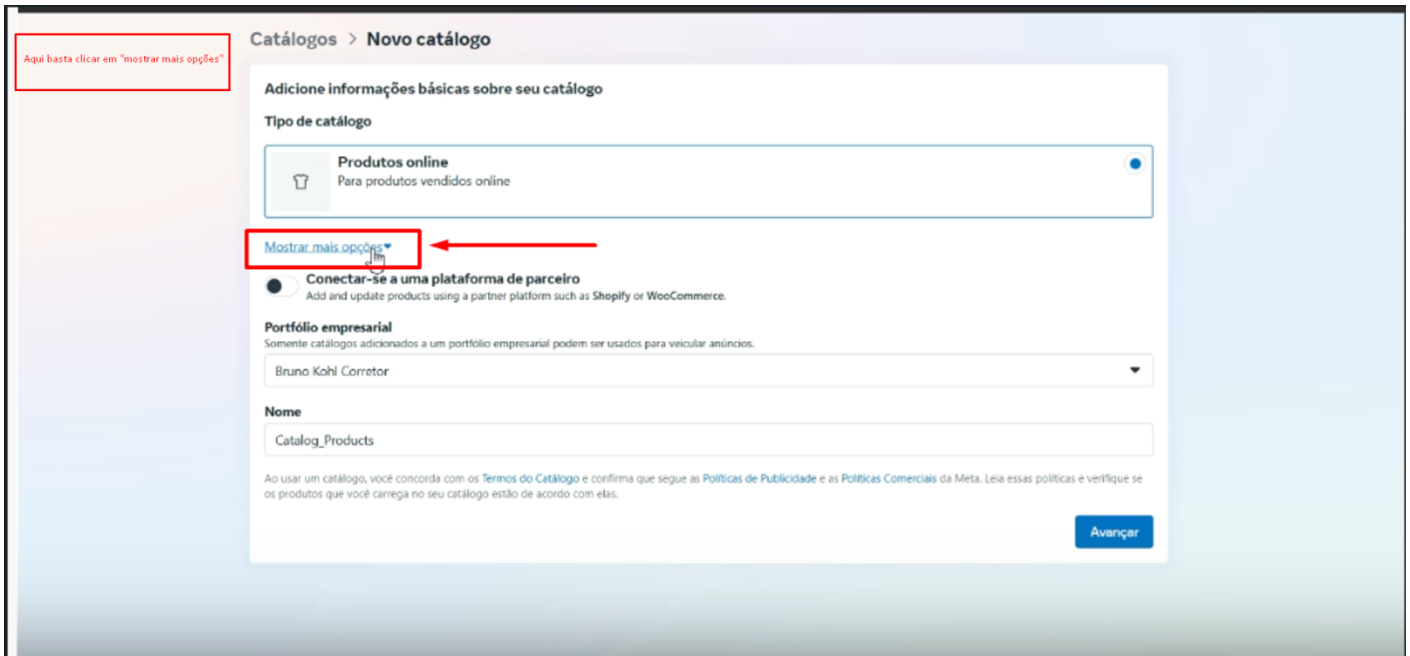 Aqui basta clicar em "mostrar mais opções"
Catálogos > Novo catálogo
Adicione informações básicas sobre seu catálogo
Tipo de catálogo
Produtos online
Para produtos vendidos online
Mostrar mais opções
Conectar-se a uma plataforma de parceiro
Add and update products using a partner platform such as Shopify or WooCommerce.
Portfólio empresarial
Somente catálogos adicionados a um portfólio empresarial podem ser usados para veicular anúncios.
Bruno Kohl Corretor
Nome
Catalog_Products
Ao usar um catálogo, você concorda com os Termos do Catálogo e confirma que segue as Políticas de Publicidade e as Políticas Comerciais da Meta. Leia essas políticas e verifique se
os produtos que você carrega no seu catálogo estão de acordo com elas.
Avançar